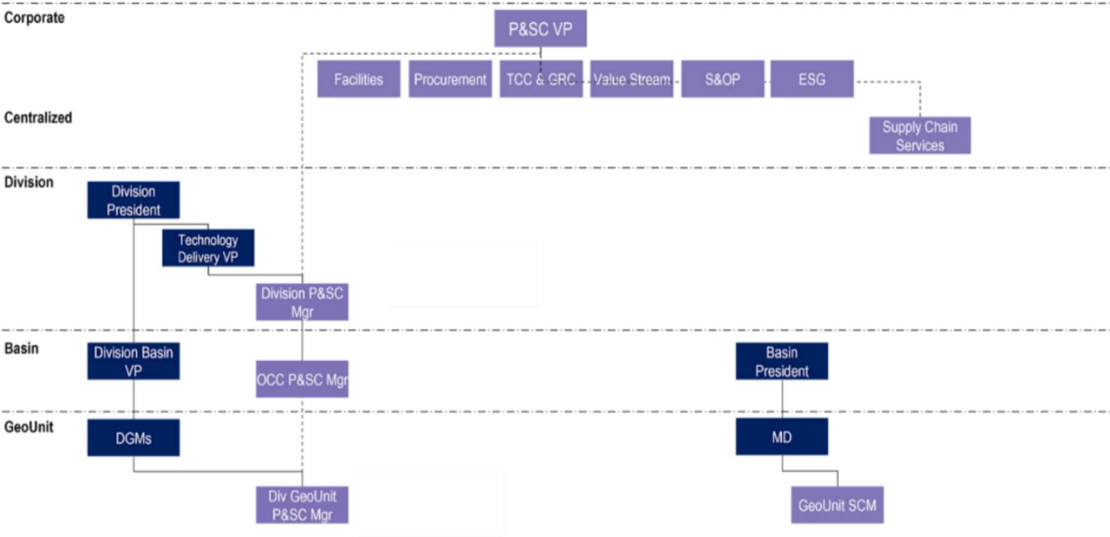 Corporate
P&SC VP
Facilities
Procurement
TCC & GRC
Value Stream
S&OP
ESG
Centralized
Supply Chain
Services
Division
Division
President
Technology
Delivery VP
Division P&SC
Mgr
Basin
Division Basin
VP
OCC P&SC Mgr
Basin
President
GeoUnit
DGMs
MD
Div GeoUnit
P&SC Mgr
GeoUnit SCM